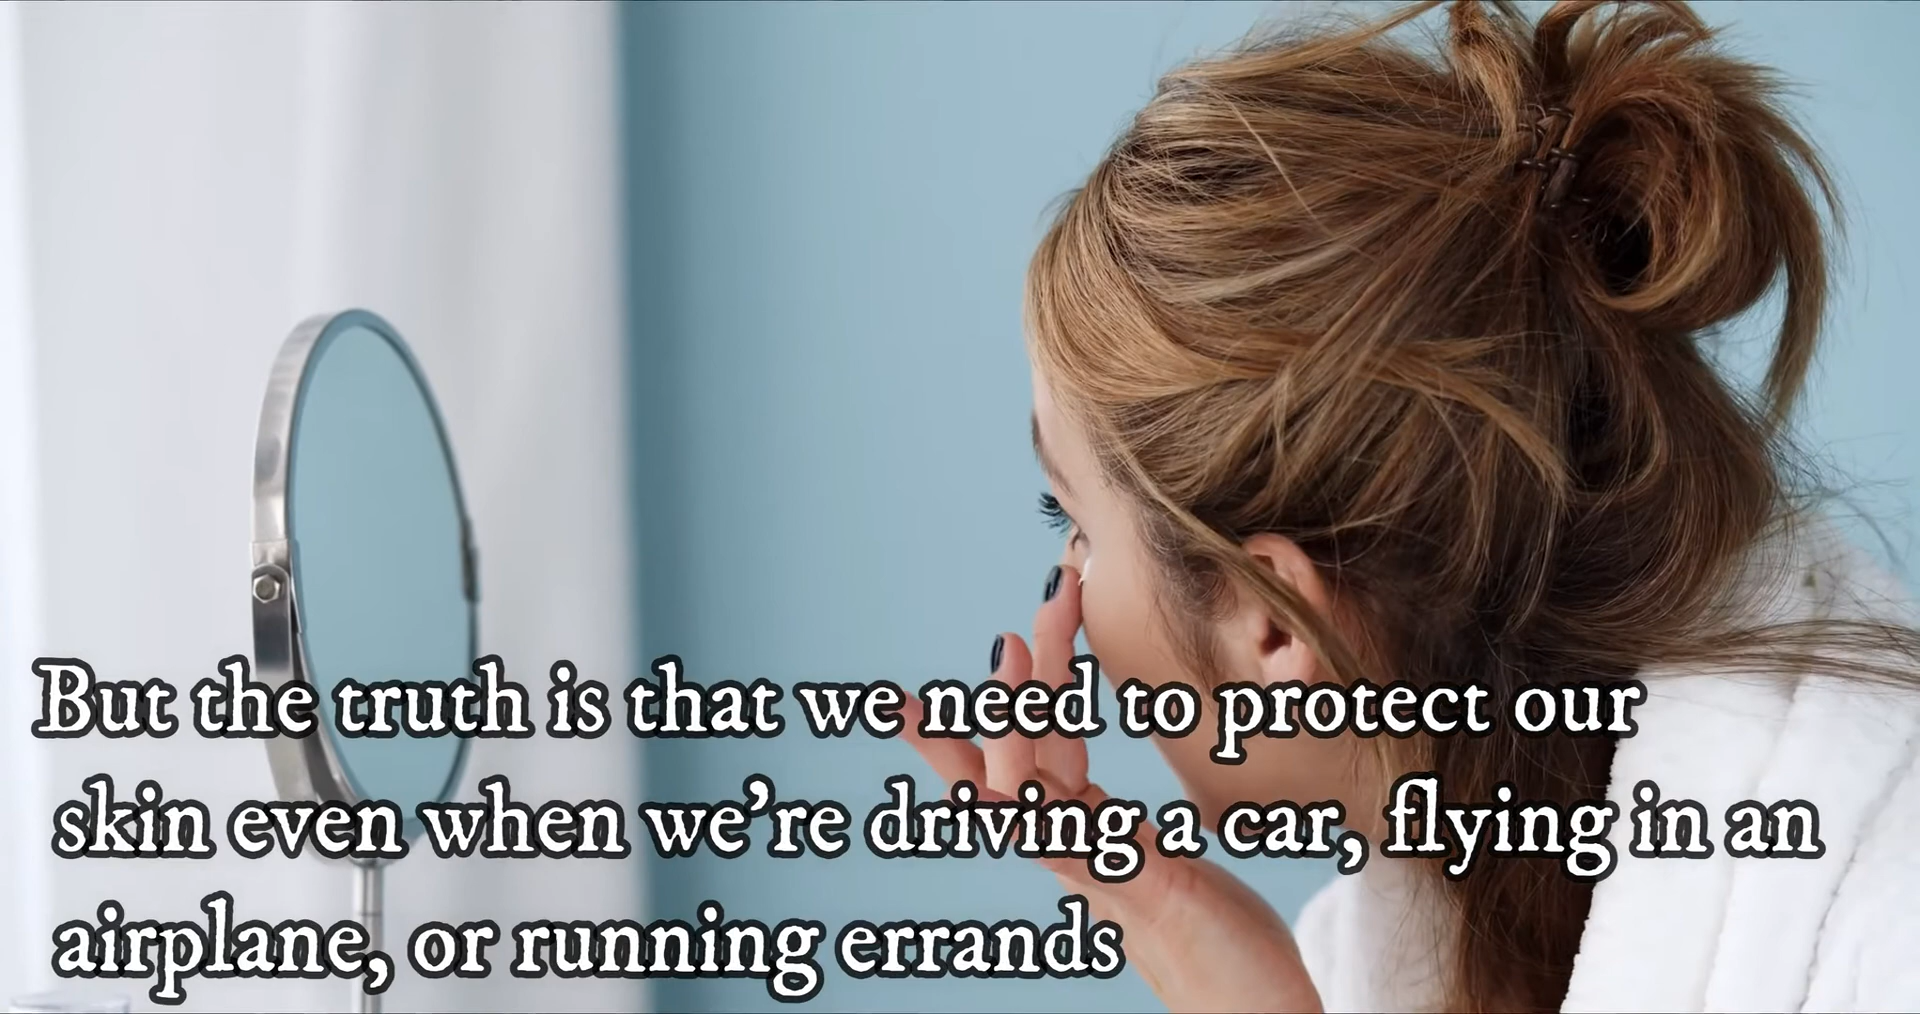 But the truth is that we need to protect our
skin even when we're driving a car, flying in an
airplane, or running errands